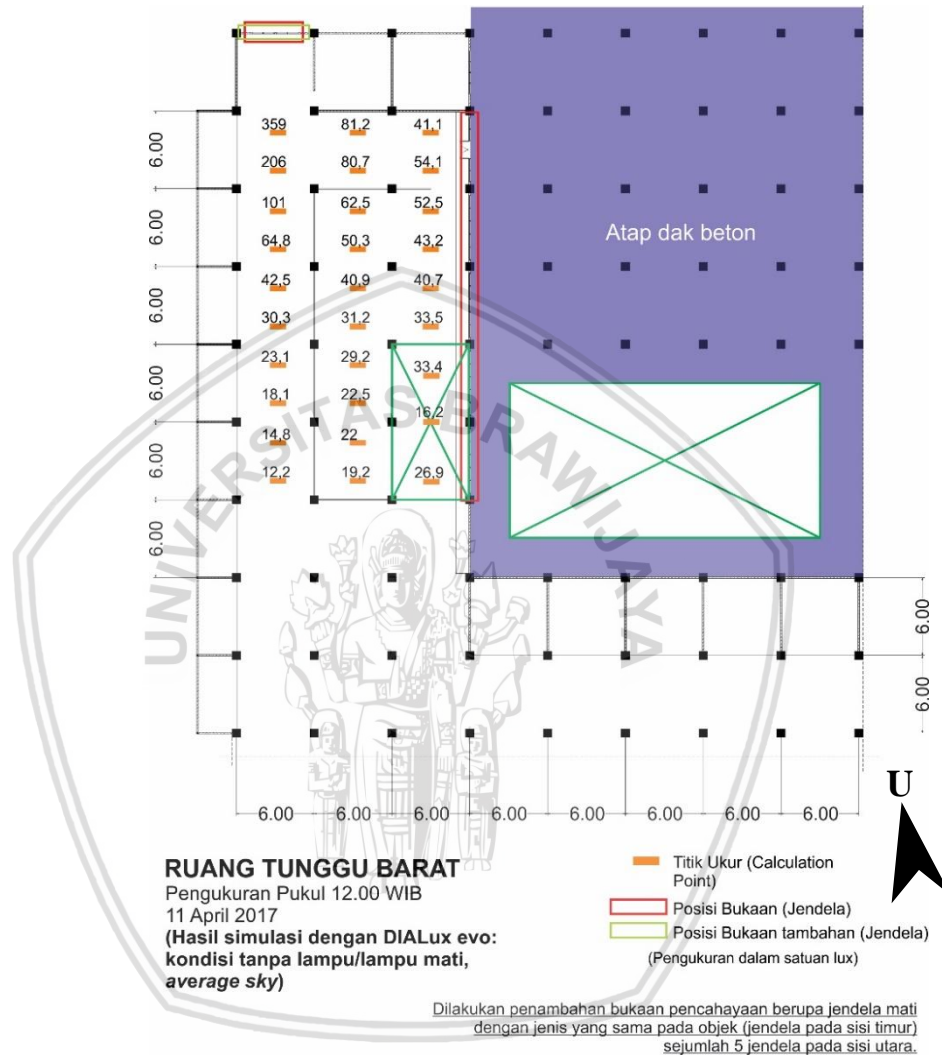 359 81,2 41,1
6.00
206 80,7 54,1
101 62,5 52,5
6.00
Atap dak beton
64,8 50,3 43,2
42,5 40,9 40,7
6.00
30,3 31,2 33,5
23,1 29,2 33,4
6.00
18,1 22,5 16,2
14,8 22
6.00
12,2 19,2 26,9
6.00
UNIVERSITAS BRAWIJAYA
6.00
6.00
6.00 6.00 6.00 6.00 6.00 6.00 6.00 6.00
U
RUANG TUNGGU BARAT
Pengukuran Pukul 12.00 WIB
11 April 2017
(Hasil simulasi dengan DIALux evo:
kondisi tanpa lampu/lampu mati,
average sky)
Titik Ukur (Calculation
Point)
Posisi Bukaan (Jendela)
Posisi Bukaan tambahan (Jendela)
(Pengukuran dalam satuan lux)
Dilakukan penambahan bukaan pencahayaan berupa jendela mati
dengan jenis yang sama pada objek (jendela pada sisi timur)
sejumlah 5 jendela pada sisi utara.